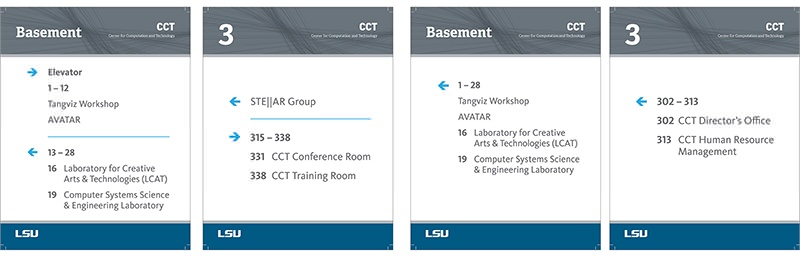 Basement
CCT
Center for Computation and Technology
→ Elevator
1 – 12
Tangviz Workshop
AVATAR
← 13 – 28
16 Laboratory for Creative
Arts & Technologies (LCAT)
19 Computer Systems Science
& Engineering Laboratory
LSU
3
CCT
Center for Computation and Technology
← STE||AR Group
→ 315 – 338
331 CCT Conference Room
338 CCT Training Room
LSU
Basement
CCT
Center for Computation and Technology
← 1 – 28
Tangviz Workshop
AVATAR
16 Laboratory for Creative
Arts & Technologies (LCAT)
19 Computer Systems Science
& Engineering Laboratory
LSU
3
CCT
Center for Computation and Technology
← 302 – 313
302 CCT Director's Office
313 CCT Human Resource
Management
LSU